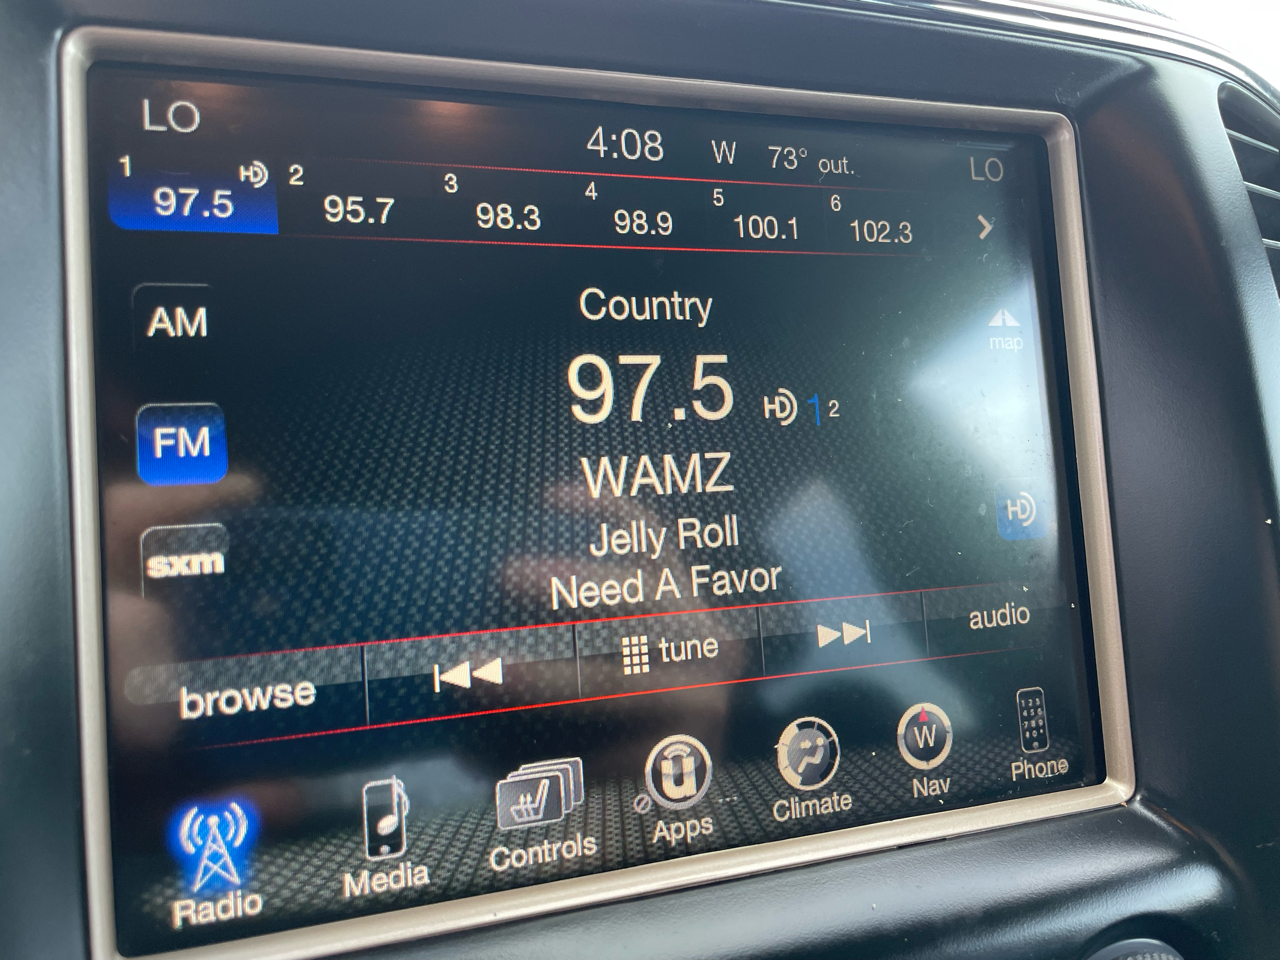 LO
4:08 W 73° out.
LO
1 97.5 HD 2 95.7 3 98.3 4 98.9 5 100.1 6 102.3
AM
Country
map
97.5 HD 1 2
FM
WAMZ
HD
Jelly Roll
sxm
Need A Favor
browse tune audio
Radio Media Controls Apps Climate W Nav Phone